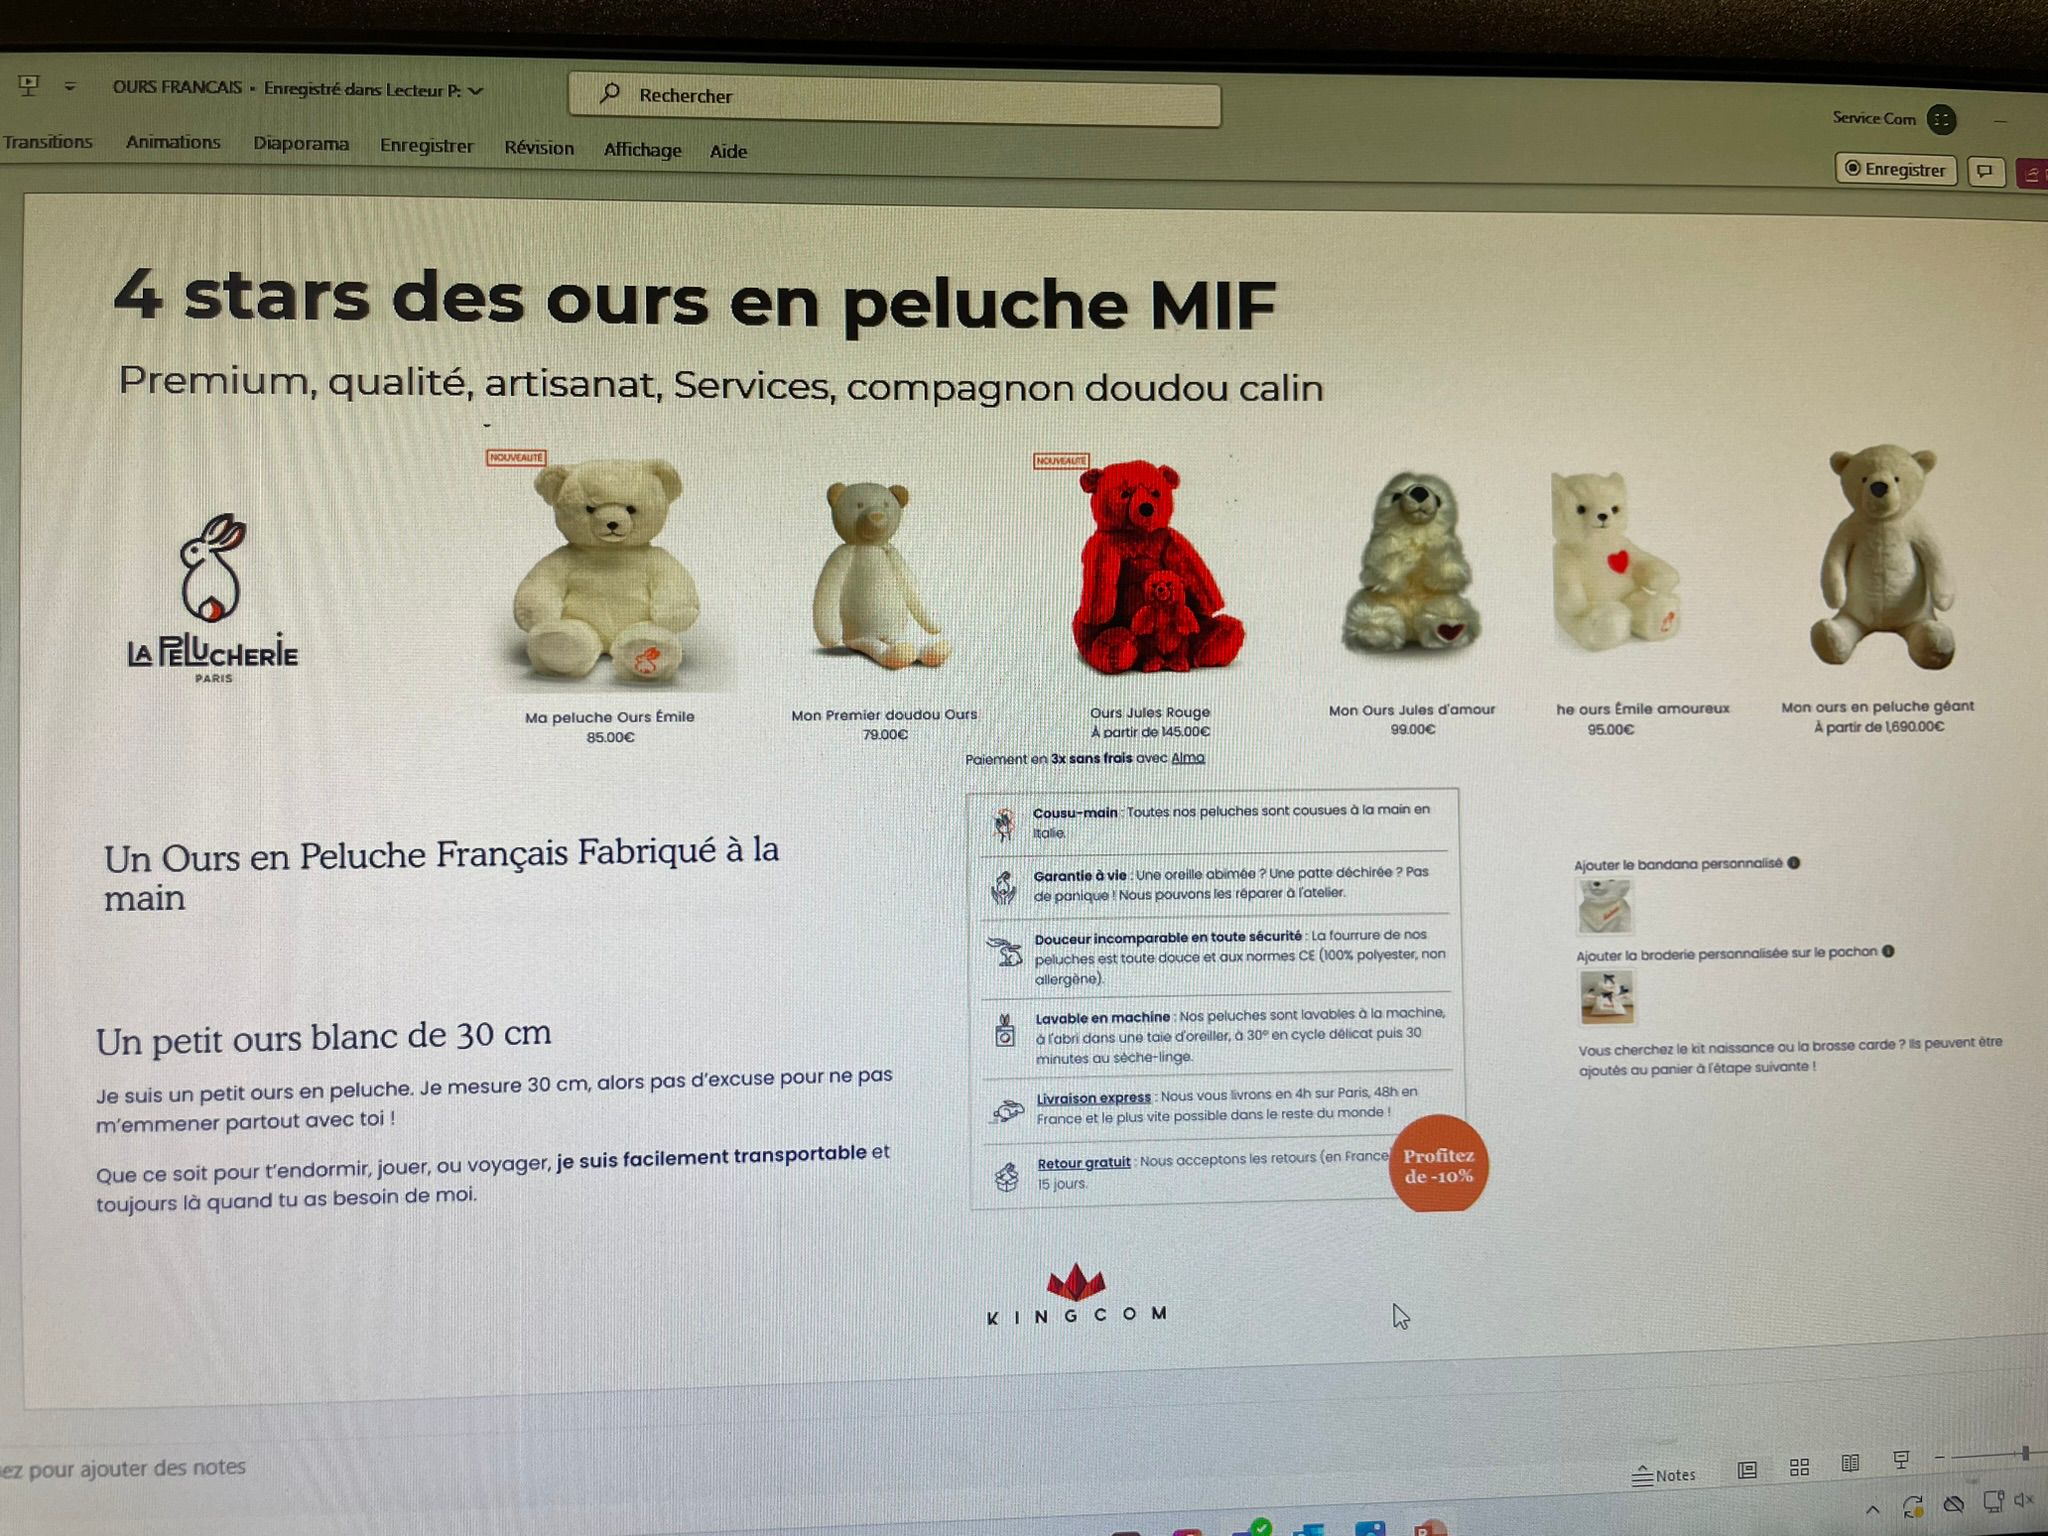 OURS FRANCAIS • Enregistré dans Lecteur P:
Rechercher
Service Com
Transitions Animations Diaporama Enregistrer Révision Affichage Aide
Enregistrer
4 stars des ours en peluche MIF
Premium, qualité, artisanat, Services, compagnon doudou calin
-
NOUVEAUTÉ
NOUVEAUTÉ
LA PELUCHERIE
PARIS
Ma peluche Ours Émile
85.00€
Mon Premier doudou Ours
79.00€
Ours Jules Rouge
À partir de 145.00€
Mon Ours Jules d'amour
99.00€
he ours Émile amoureux
95.00€
Mon ours en peluche géant
À partir de 1,690.00€
Paiement en 3x sans frais avec Alma
Un Ours en Peluche Français Fabriqué à la
main
Un petit ours blanc de 30 cm
Je suis un petit ours en peluche. Je mesure 30 cm, alors pas d'excuse pour ne pas
m'emmener partout avec toi !
Que ce soit pour t'endormir, jouer, ou voyager, je suis facilement transportable et
toujours là quand tu as besoin de moi.
Cousu-main : Toutes nos peluches sont cousues à la main en
Italie.
Garantie à vie : Une oreille abimée ? Une patte déchirée ? Pas
de panique ! Nous pouvons les réparer à l'atelier.
Douceur incomparable en toute sécurité : La fourrure de nos
peluches est toute douce et aux normes CE (100% polyester, non
allergène).
Lavable en machine : Nos peluches sont lavables à la machine,
à l'abri dans une taie d'oreiller, à 30° en cycle délicat puis 30
minutes au sèche-linge.
Livraison express : Nous vous livrons en 4h sur Paris, 48h en
France et le plus vite possible dans le reste du monde !
Retour gratuit : Nous acceptons les retours (en France
15 jours.
Profitez
de -10%
Ajouter le bandana personnalisé
Ajouter la broderie personnalisée sur le pochon
Vous cherchez le kit naissance ou la brosse carde ? Ils peuvent être
ajoutés au panier à l'étape suivante !
KINGCOM
ez pour ajouter des notes
Notes